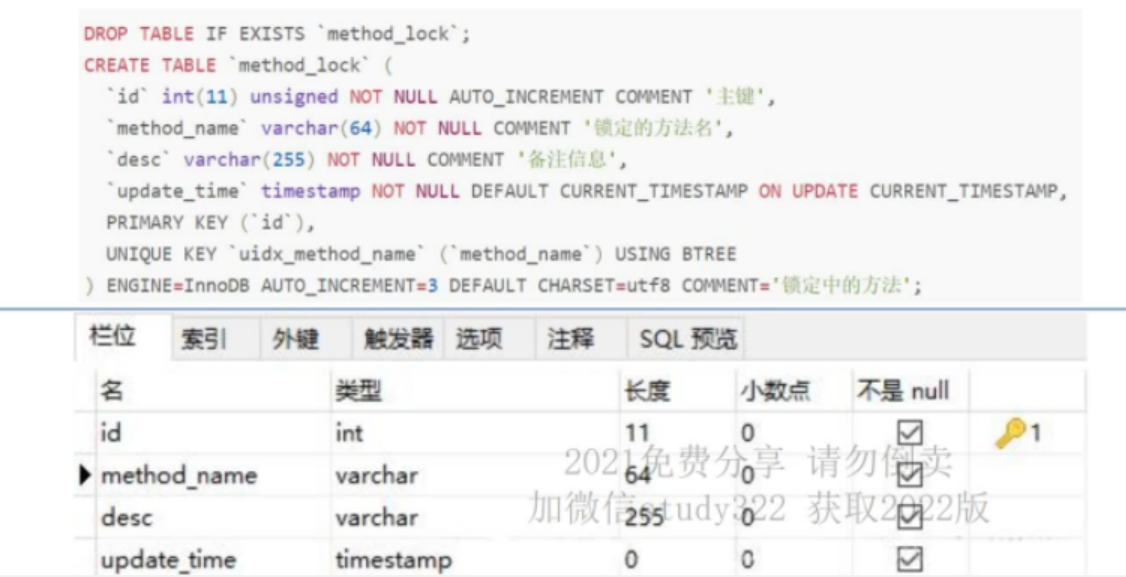 DROP TABLE IF EXISTS `method_lock`;
CREATE TABLE `method_lock` (
`id` int(11) unsigned NOT NULL AUTO_INCREMENT COMMENT '主键',
`method_name` varchar(64) NOT NULL COMMENT '锁定的方法名',
`desc` varchar(255) NOT NULL COMMENT '备注信息',
`update_time` timestamp NOT NULL DEFAULT CURRENT_TIMESTAMP ON UPDATE CURRENT_TIMESTAMP,
PRIMARY KEY (`id`),
UNIQUE KEY `uidx_method_name` (`method_name`) USING BTREE
) ENGINE=InnoDB AUTO_INCREMENT=3 DEFAULT CHARSET=utf8 COMMENT='锁定中的方法';
栏位 索引 外键 触发器 选项 注释 SQL 预览
名 类型 长度 小数点 不是 null
id int 11 0 1
2021免费分享 请勿倒卖
method_name varchar 64 0
加微信study322 获取2022版
desc varchar 255 0
update_time timestamp 0 0